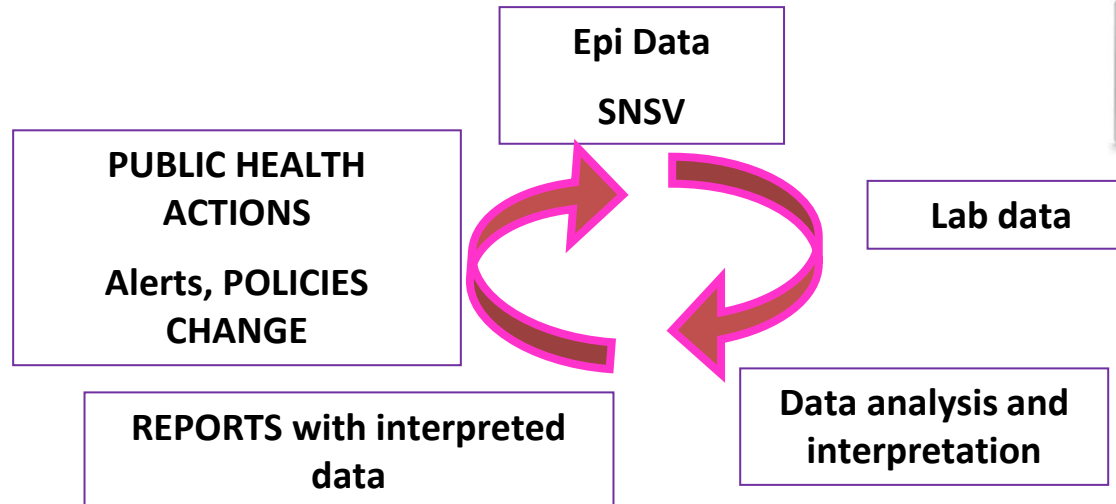 Epi Data
SNSV
PUBLIC HEALTH
ACTIONS
Alerts, POLICIES
CHANGE
Lab data
Data analysis and
interpretation
REPORTS with interpreted
data